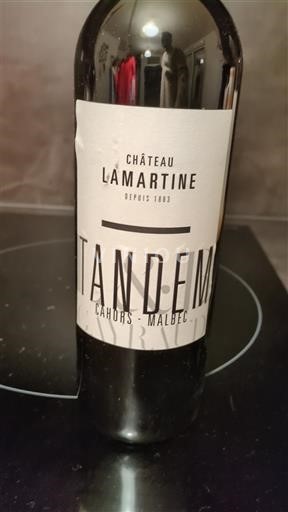 CHÂTEAU
LAMARTINE
DEPUIS 1883
TANDEM
CAHORS - MALBEC